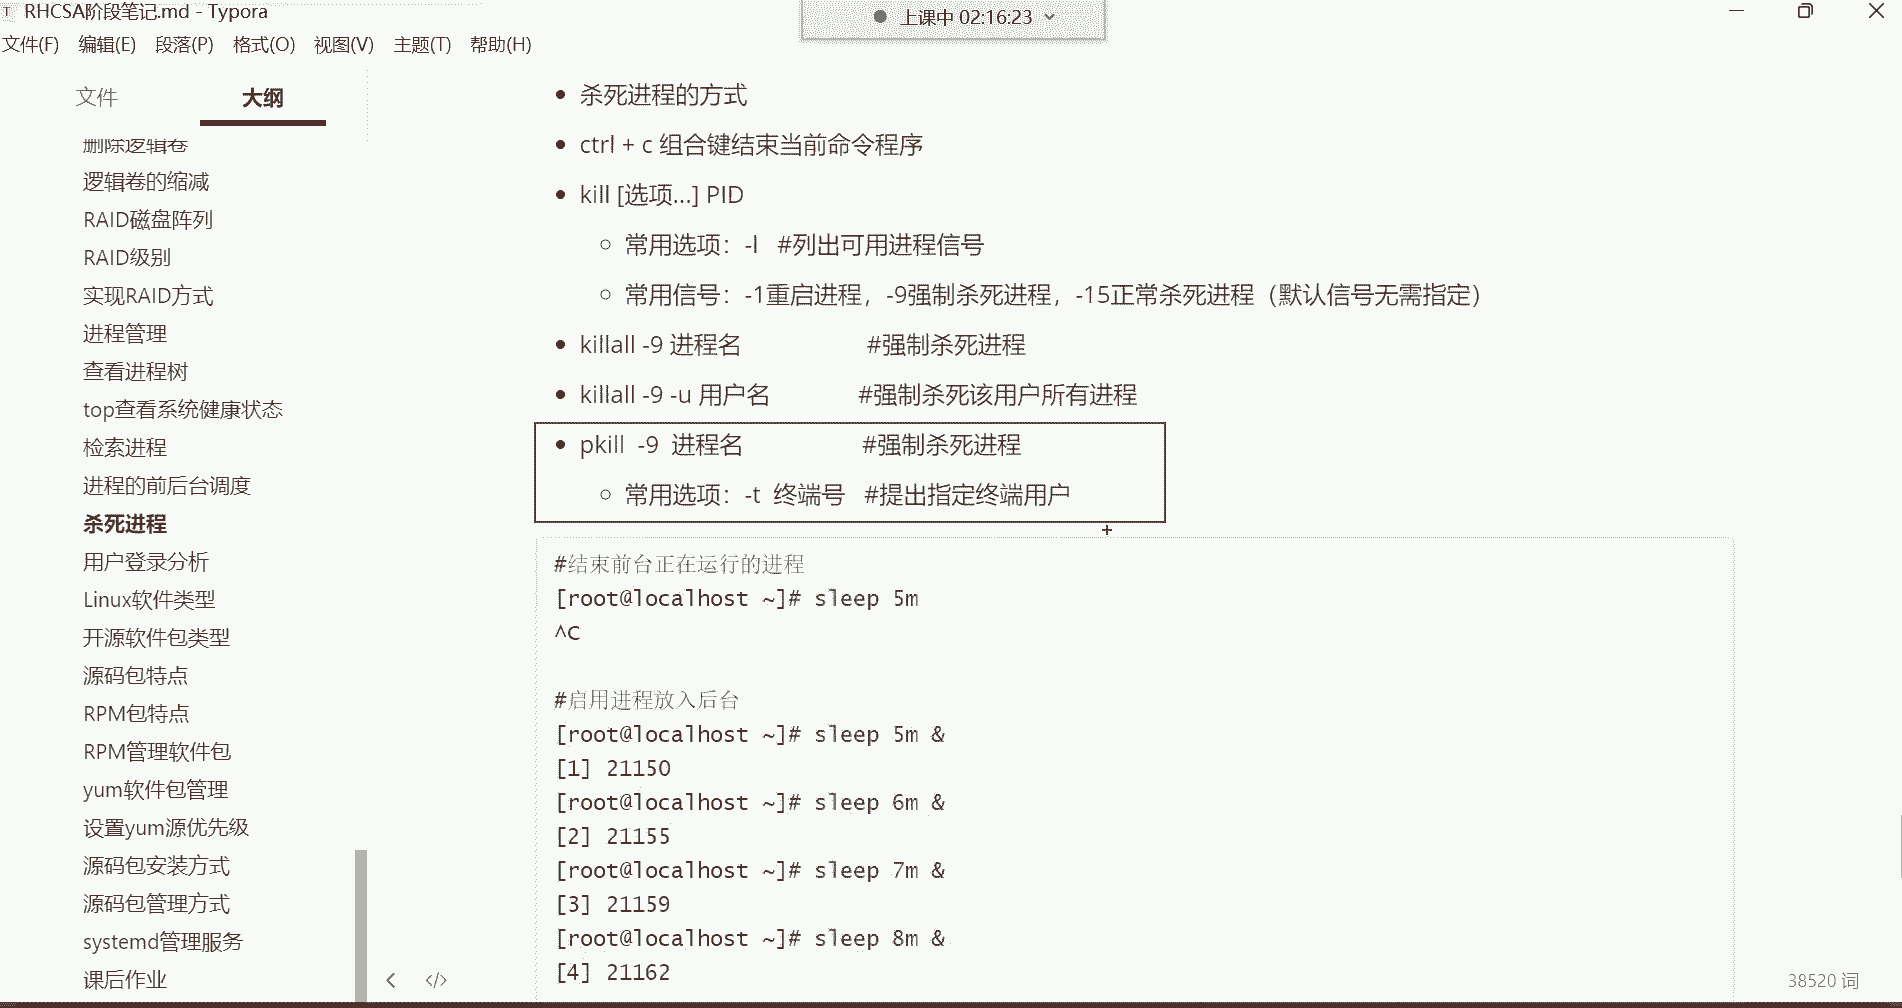 RHCSA阶段笔记.md - Typora
上课中 02:16:23
文件(F) 编辑(E) 段落(P) 格式(O) 视图(V) 主题(T) 帮助(H)
文件 大纲
删除逻辑卷
逻辑卷的缩减
RAID磁盘阵列
RAID级别
实现RAID方式
进程管理
查看进程树
top查看系统健康状态
检索进程
进程的前后台调度
杀死进程
用户登录分析
Linux软件类型
开源软件包类型
源码包特点
RPM包特点
RPM管理软件包
yum软件包管理
设置yum源优先级
源码包安装方式
源码包管理方式
systemd管理服务
课后作业
杀死进程的方式
ctrl + c 组合键结束当前命令程序
kill [选项...] PID
常用选项：-l #列出可用进程信号
常用信号：-1重启进程，-9强制杀死进程，-15正常杀死进程（默认信号无需指定）
killall -9 进程名 #强制杀死进程
killall -9 -u 用户名 #强制杀死该用户所有进程
pkill -9 进程名 #强制杀死进程
常用选项：-t 终端号 #提出指定终端用户
#结束前台正在运行的进程
[root@localhost ~]# sleep 5m
^C
#启用进程放入后台
[root@localhost ~]# sleep 5m &
[1] 21150
[root@localhost ~]# sleep 6m &
[2] 21155
[root@localhost ~]# sleep 7m &
[3] 21159
[root@localhost ~]# sleep 8m &
[4] 21162
38520 词